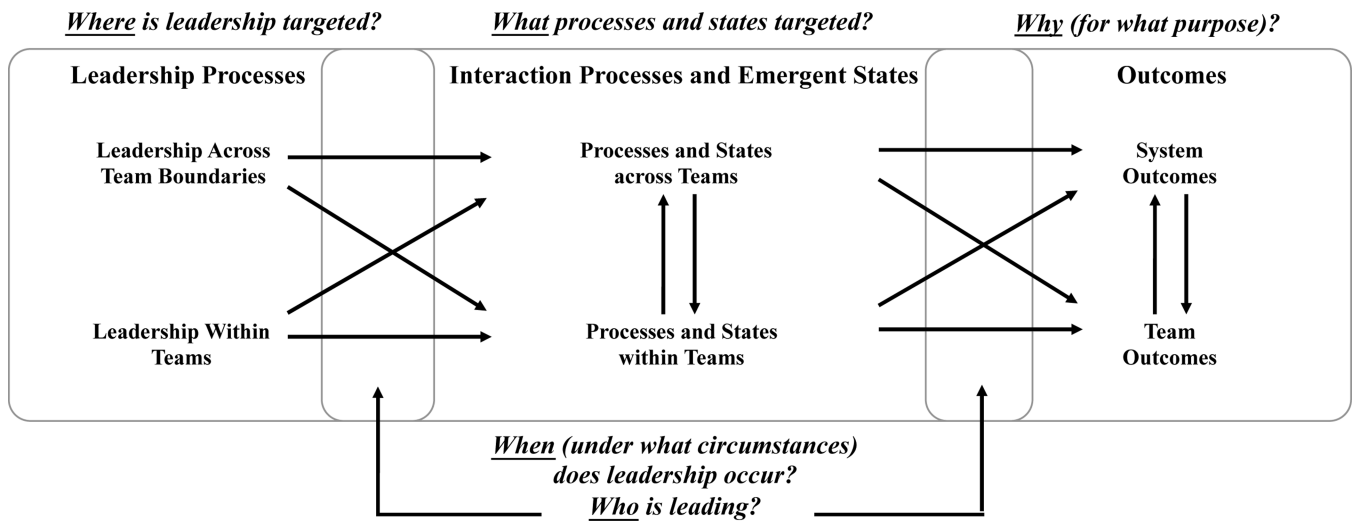 Where is leadership targeted?
What processes and states targeted?
Why (for what purpose)?
Leadership Processes
Interaction Processes and Emergent States
Outcomes
Leadership Across
Team Boundaries
Processes and States
across Teams
System
Outcomes
Leadership Within
Teams
Processes and States
within Teams
Team
Outcomes
When (under what circumstances)
does leadership occur?
Who is leading?